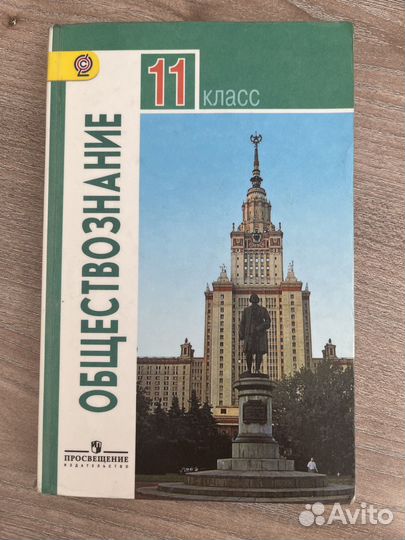 11
класс
ОБЩЕСТВОЗНАНИЕ
ПРОСВЕЩЕНИЕ
ИЗДАТЕЛЬСТВО
Avito